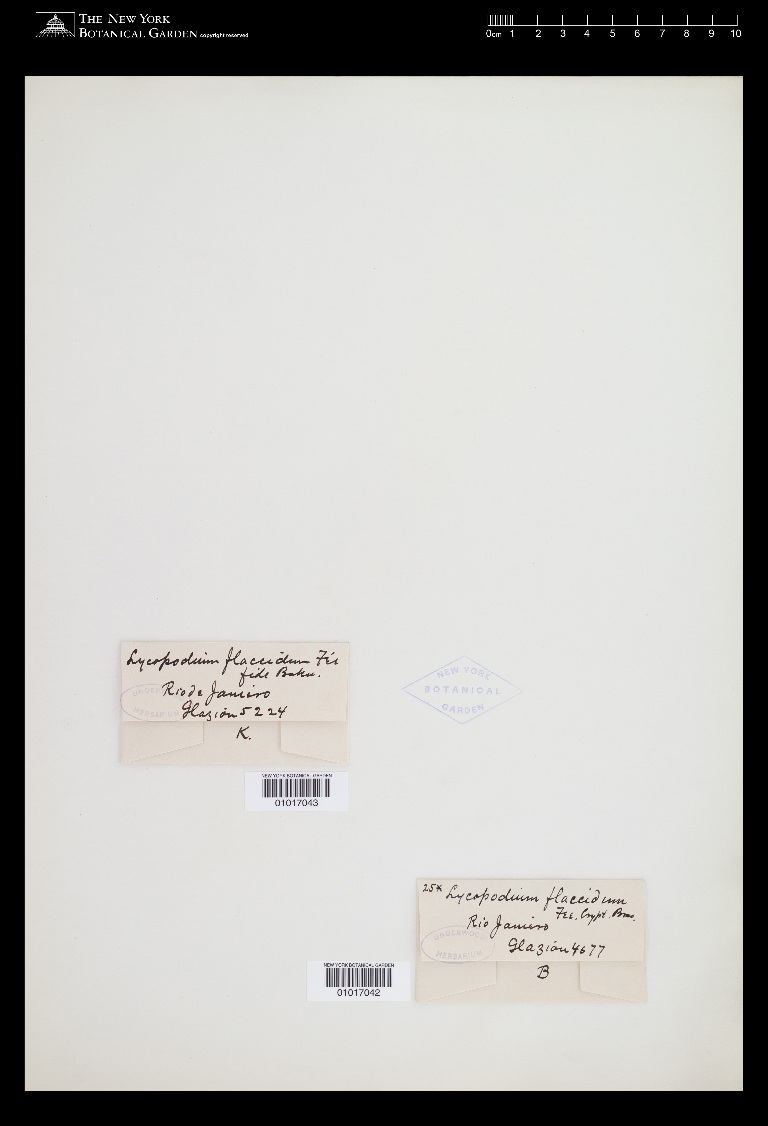 THE NEW YORK
BOTANICAL GARDEN copyright reserved
0cm 1 2 3 4 5 6 7 8 9 10
Lycopodium flaccidum Fée
fide Baker.
Rio de Janeiro
Glaziou 5224
K.
UNDERWOOD
HERBARIUM
NEW YORK BOTANICAL GARDEN
01017043
NEW YORK
BOTANICAL
GARDEN
25* Lycopodium flaccidum
Fée, Crypt. Bras.
Rio Janeiro
Glaziou 4677
B
UNDERWOOD
HERBARIUM
NEW YORK BOTANICAL GARDEN
01017042